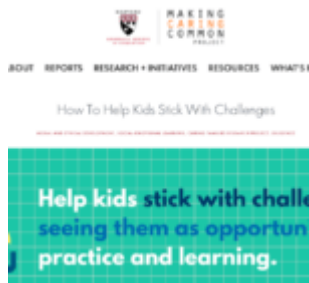 MAKING
CARING
COMMON
PROJECT
ABOUT REPORTS RESEARCH + INITIATIVES RESOURCES WHAT'S
How To Help Kids Stick With Challenges
Help kids stick with challe
seeing them as opportun
practice and learning.